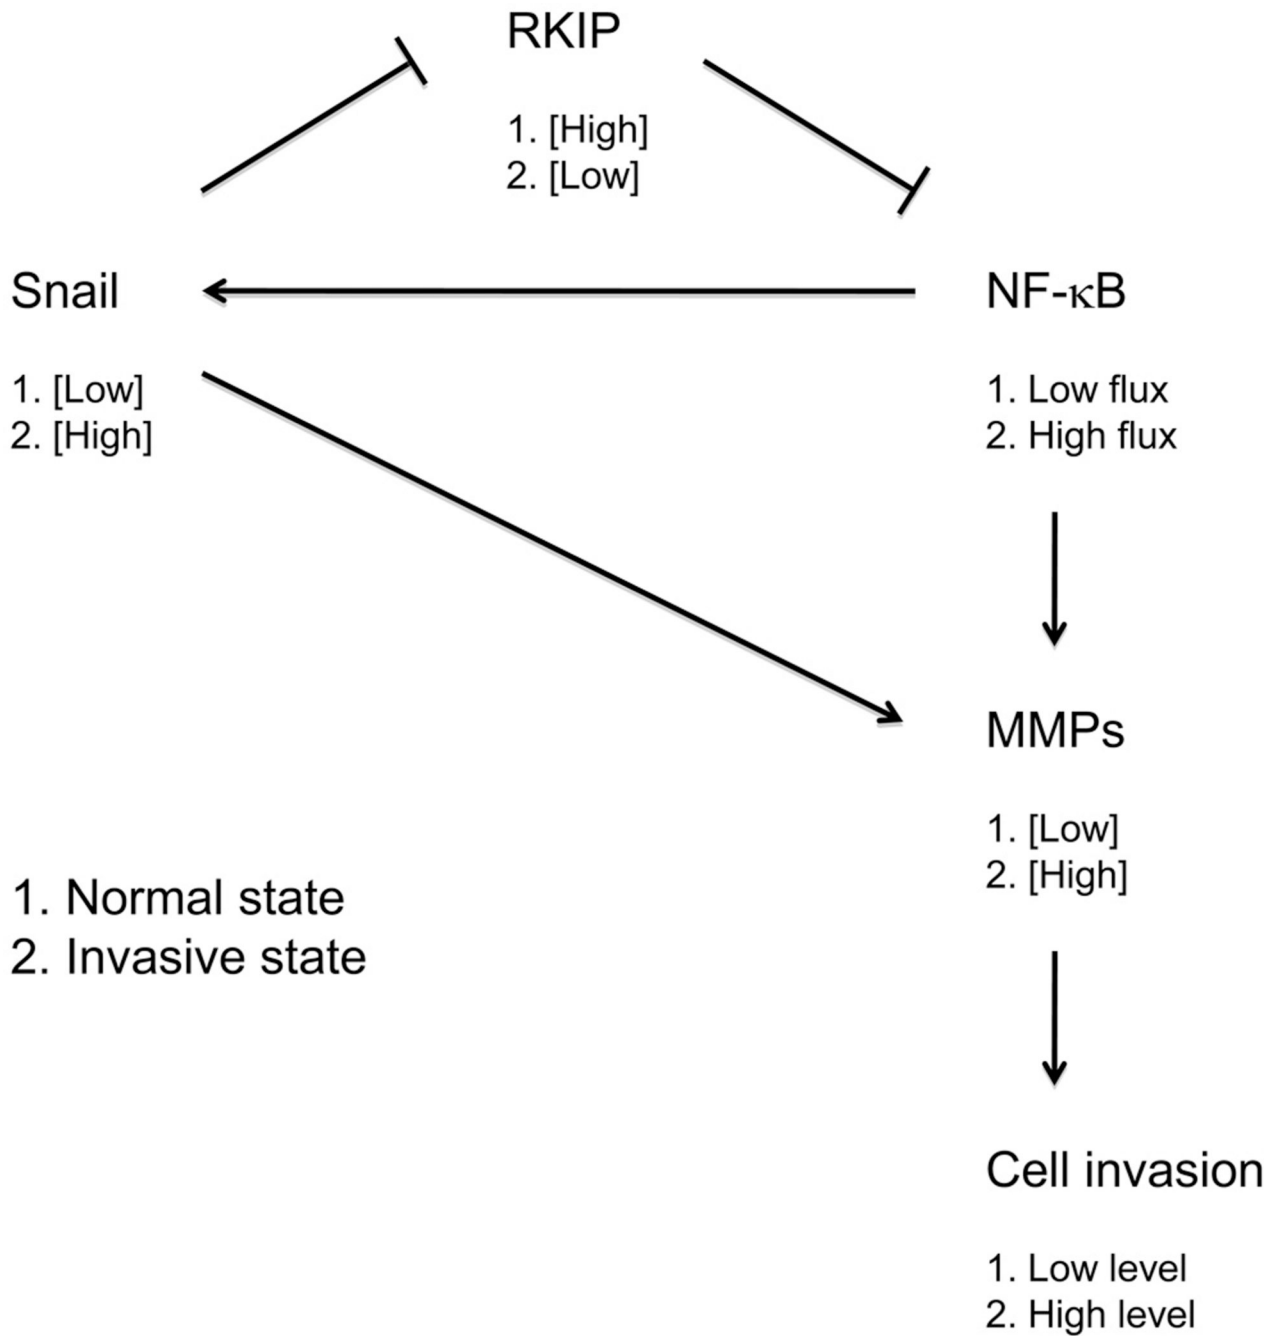 RKIP
1. [High]
2. [Low]
Snail
1. [Low]
2. [High]
NF-κB
1. Low flux
2. High flux
MMPs
1. [Low]
2. [High]
1. Normal state
2. Invasive state
Cell invasion
1. Low level
2. High level